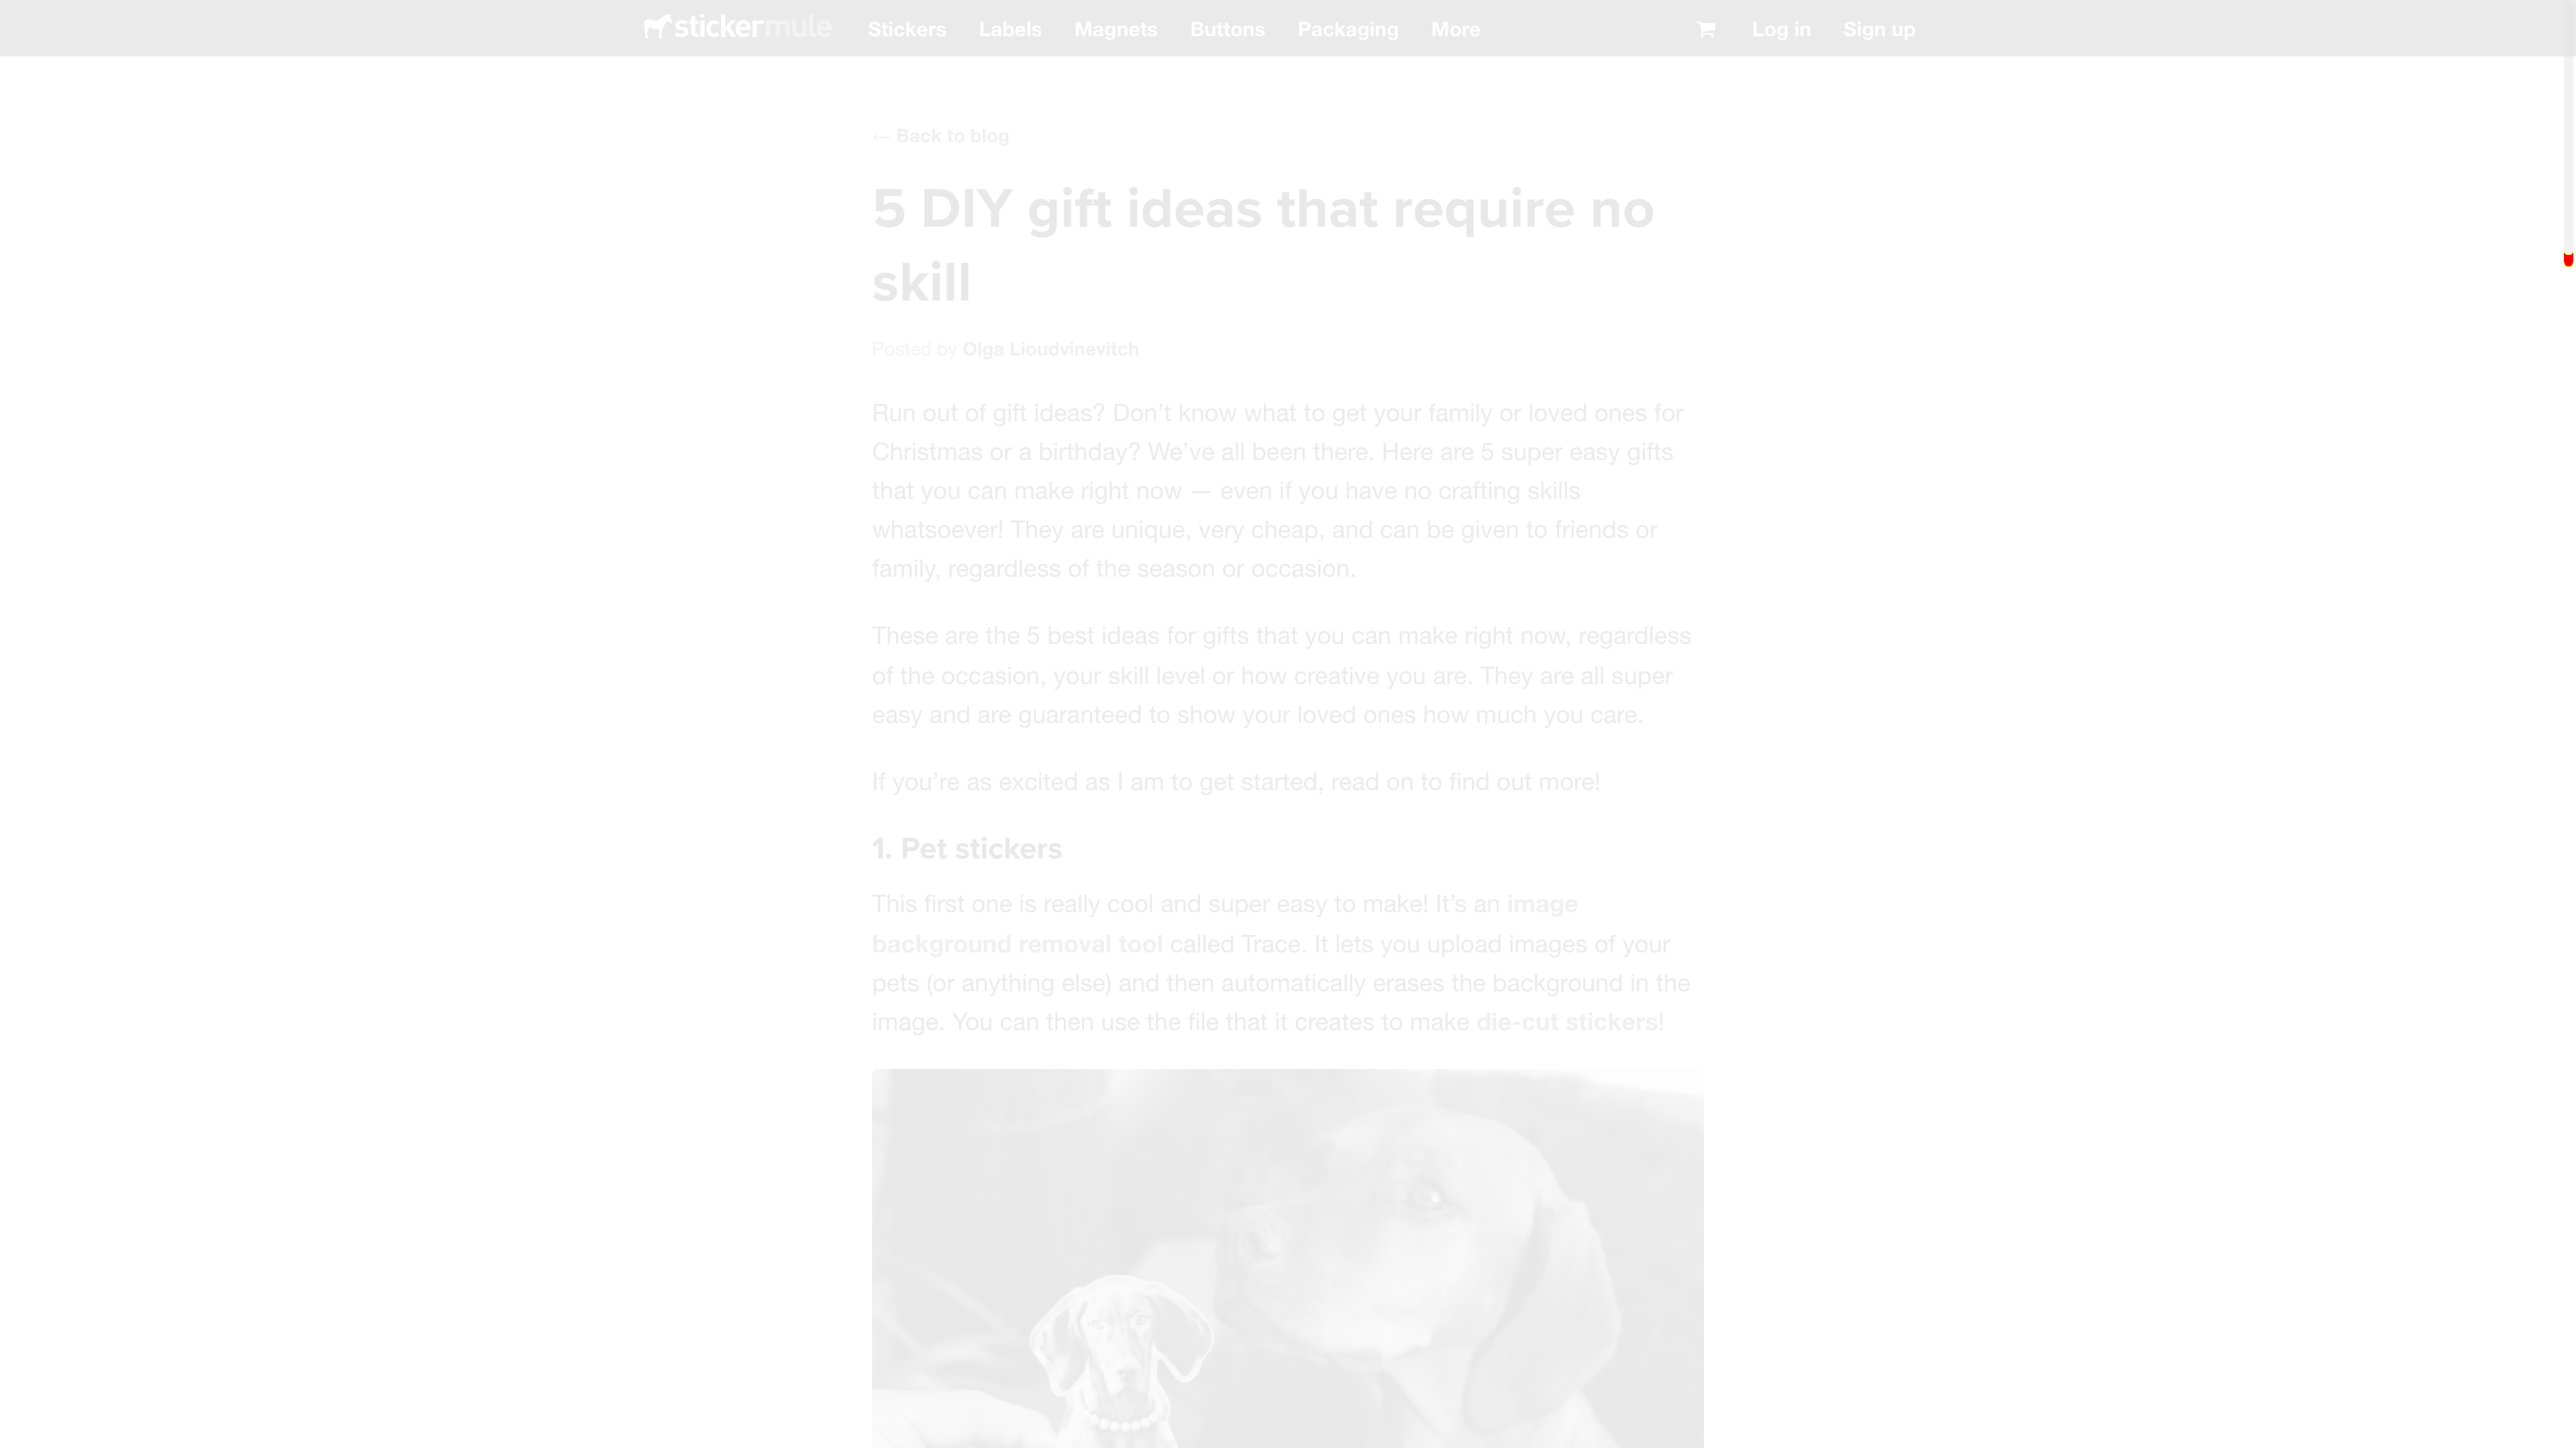 stickermule
Stickers
Labels
Magnets
Buttons
Packaging
More
Log in
Sign up
← Back to blog
5 DIY gift ideas that require no
skill
Posted by Olga Lioudvinevitch
Run out of gift ideas? Don’t know what to get your family or loved ones for
Christmas or a birthday? We’ve all been there. Here are 5 super easy gifts
that you can make right now — even if you have no crafting skills
whatsoever! They are unique, very cheap, and can be given to friends or
family, regardless of the season or occasion.
These are the 5 best ideas for gifts that you can make right now, regardless
of the occasion, your skill level or how creative you are. They are all super
easy and are guaranteed to show your loved ones how much you care.
If you’re as excited as I am to get started, read on to find out more!
1. Pet stickers
This first one is really cool and super easy to make! It’s an image
background removal tool called Trace. It lets you upload images of your
pets (or anything else) and then automatically erases the background in the
image. You can then use the file that it creates to make die-cut stickers!